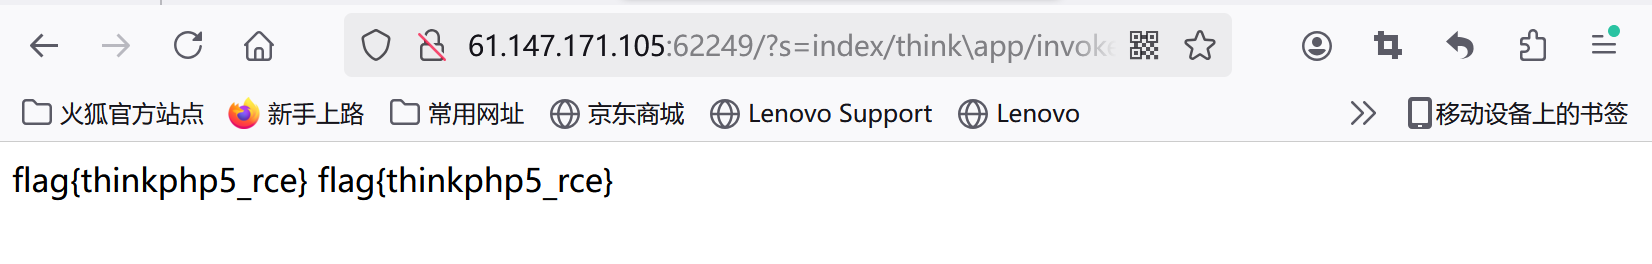 61.147.171.105:62249/?s=index/think\app/invoke
火狐官方站点 新手上路 常用网址 京东商城 Lenovo Support Lenovo 移动设备上的书签
flag{thinkphp5_rce} flag{thinkphp5_rce}